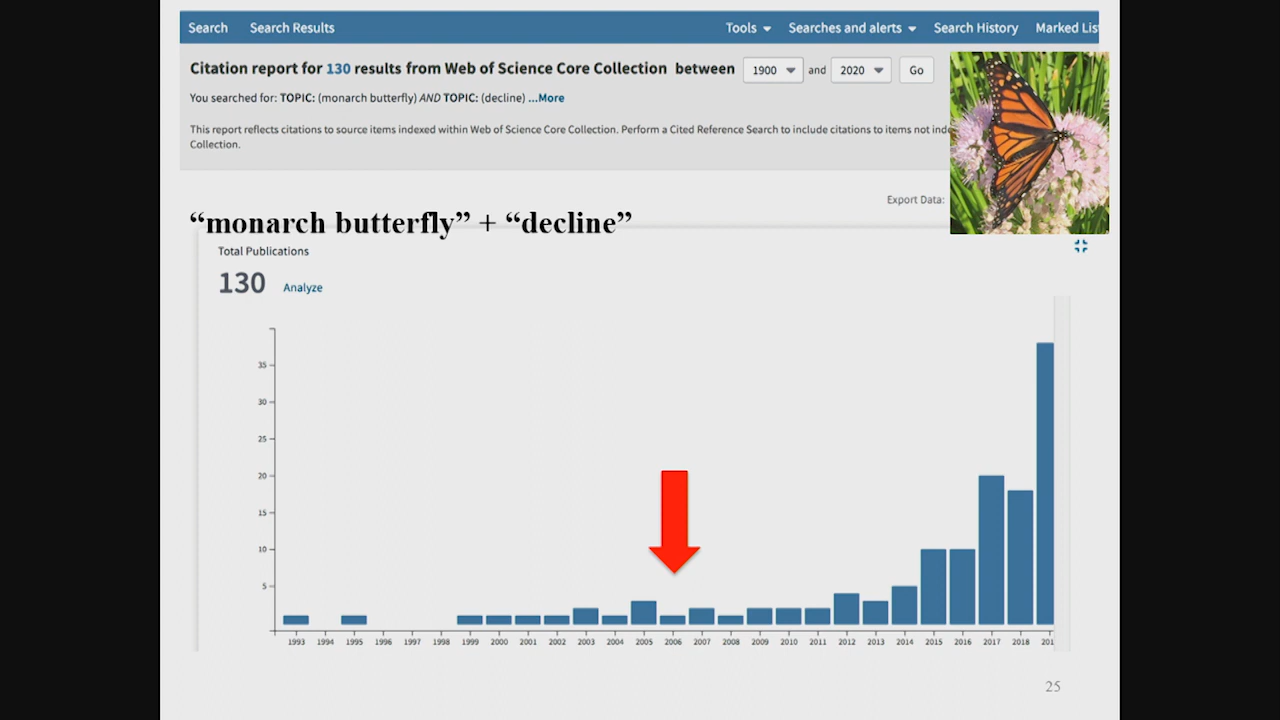 Search Search Results Tools Searches and alerts Search History Marked Lis
Citation report for 130 results from Web of Science Core Collection between 1900 and 2020 Go
You searched for: TOPIC: (monarch butterfly) AND TOPIC: (decline) ...More
This report reflects citations to source items indexed within Web of Science Core Collection. Perform a Cited Reference Search to include citations to items not inde
Collection.
Export Data:
“monarch butterfly” + “decline”
Total Publications
130 Analyze
35
30
25
20
15
10
5
1993 1994 1995 1996 1997 1998 1999 2000 2001 2002 2003 2004 2005 2006 2007 2008 2009 2010 2011 2012 2013 2014 2015 2016 2017 2018 201
25